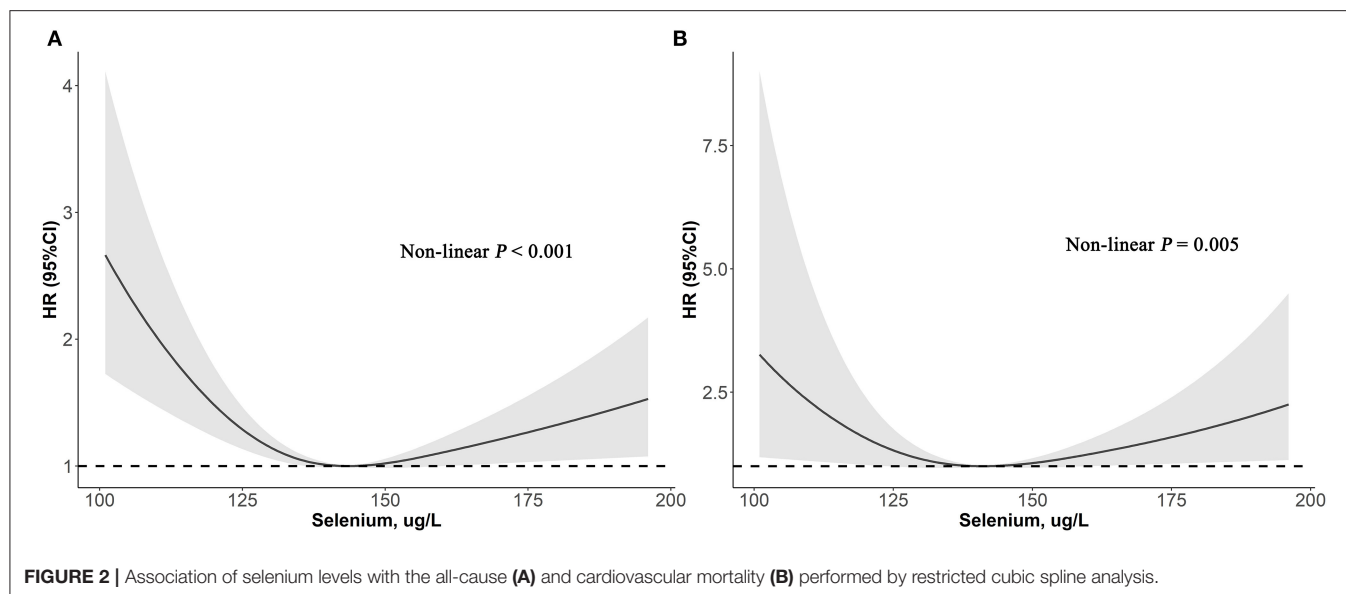 A
B
4
3
2
1
HR (95%CI)
Non-linear P < 0.001
100 125 150 175 200
Selenium, ug/L
7.5
5.0
2.5
HR (95%CI)
Non-linear P = 0.005
100 125 150 175 200
Selenium, ug/L
FIGURE 2 | Association of selenium levels with the all-cause (A) and cardiovascular mortality (B) performed by restricted cubic spline analysis.